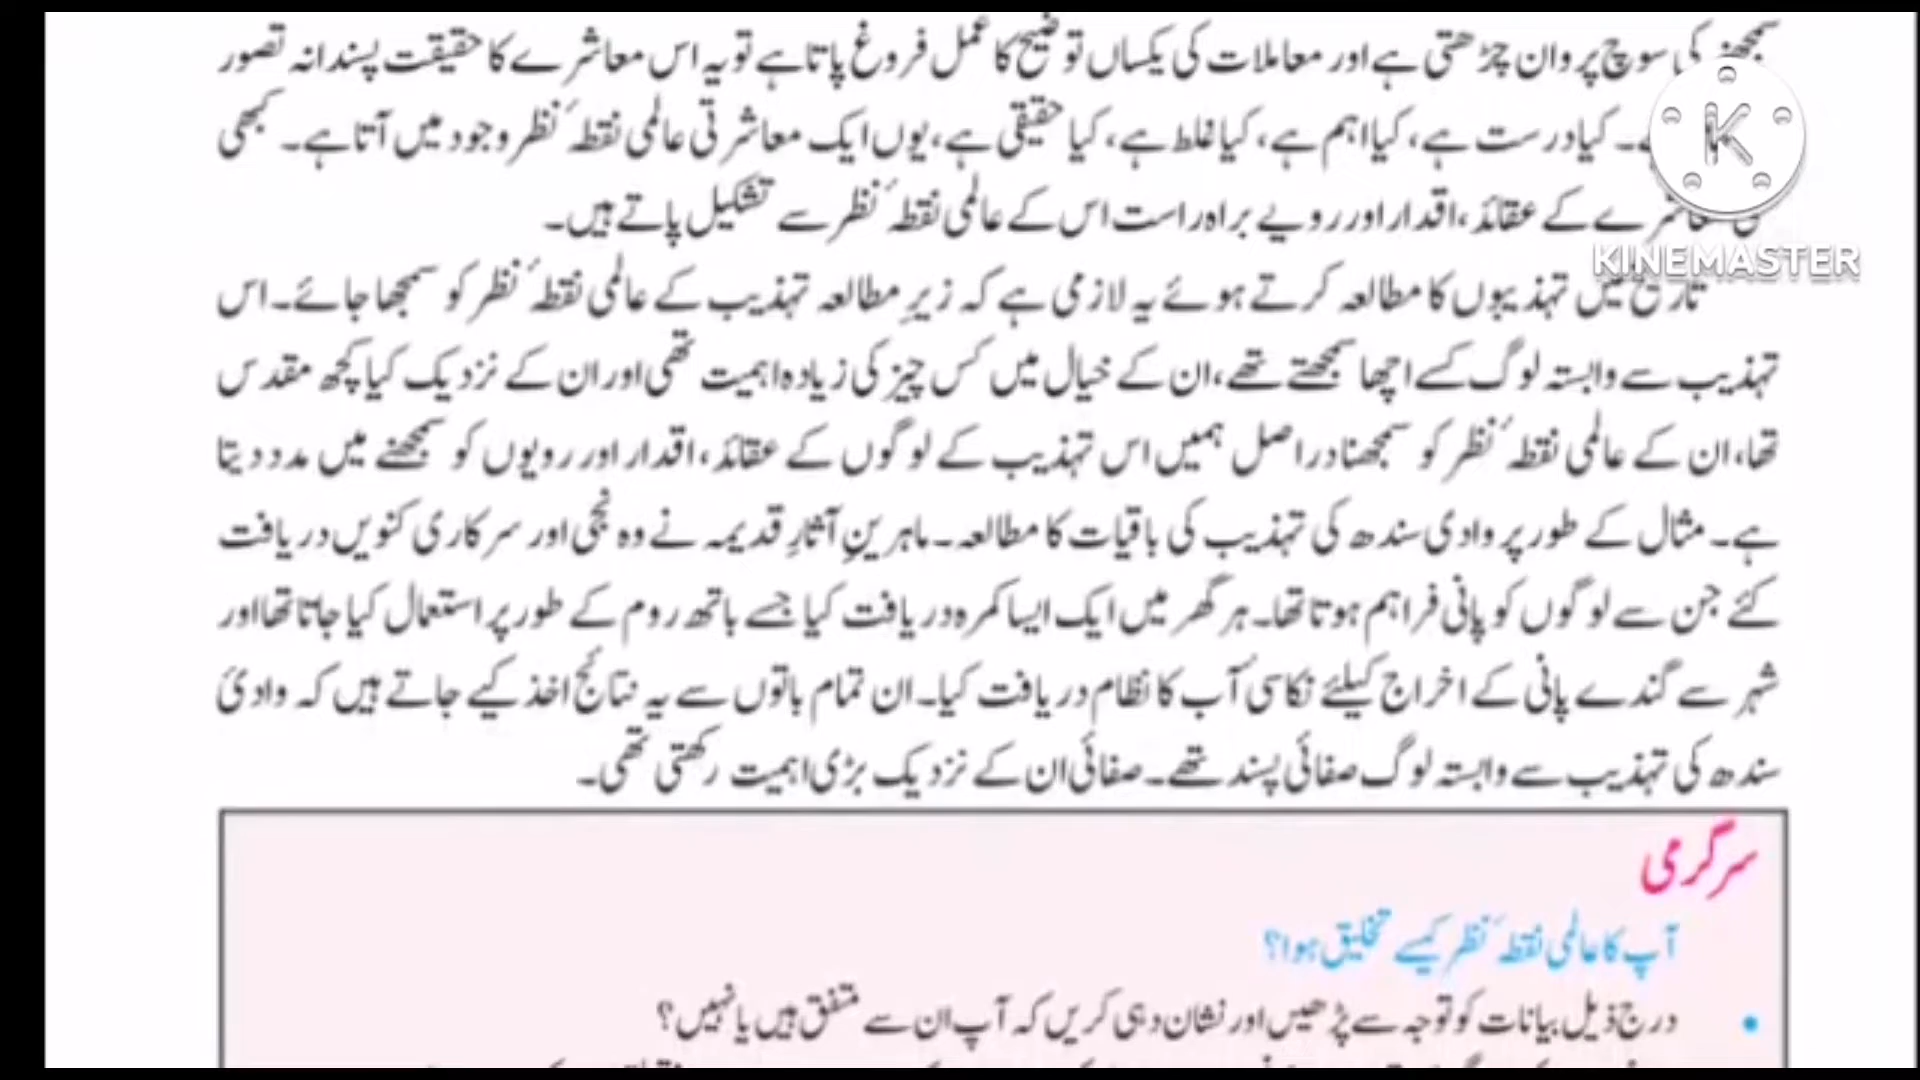 سمجھنے کی سوچ پروان چڑھتی ہے اور معاملات کی یکساں توضیح کا عمل فروغ پاتا ہے تو یہ اس معاشرے کا حقیقت پسندانہ تصور
ہے۔ کیا درست ہے، کیا اہم ہے، کیا غلط ہے، کیا حقیقی ہے، یوں ایک معاشرتی عالمی نقطہٴ نظر وجود میں آتا ہے۔ کبھی
معاشرے کے عقائد، اقدار اور رویے براہ راست اس کے عالمی نقطہٴ نظر سے تشکیل پاتے ہیں۔
KINEMASTER
تاریخ میں تہذیبوں کا مطالعہ کرتے ہوئے یہ لازمی ہے کہ زیرِ مطالعہ تہذیب کے عالمی نقطہٴ نظر کو سمجھا جائے۔ اس
تہذیب سے وابستہ لوگ کسے اچھا سمجھتے تھے، ان کے خیال میں کس چیز کی زیادہ اہمیت تھی اور ان کے نزدیک کیا کچھ مقدس
تھا، ان کے عالمی نقطہٴ نظر کو سمجھنا دراصل ہمیں اس تہذیب کے لوگوں کے عقائد، اقدار اور رویوں کو سمجھنے میں مدد دیتا
ہے۔ مثال کے طور پر وادی سندھ کی تہذیب کی باقیات کا مطالعہ۔ ماہرینِ آثارِ قدیمہ نے وہ نجی اور سرکاری کنویں دریافت
کئے جن سے لوگوں کو پانی فراہم ہوتا تھا۔ ہر گھر میں ایک ایسا کمرہ دریافت کیا جسے باتھ روم کے طور پر استعمال کیا جاتا تھا اور
شہر سے گندے پانی کے اخراج کیلئے نکاسیٴ آب کا نظام دریافت کیا۔ ان تمام باتوں سے یہ نتائج اخذ کیے جاتے ہیں کہ وادیٴ
سندھ کی تہذیب سے وابستہ لوگ صفائی پسند تھے۔ صفائی ان کے نزدیک بڑی اہمیت رکھتی تھی۔
سرگرمی
آپ کا عالمی نقطہٴ نظر کیسے تخلیق ہوا؟
• درج ذیل بیانات کو توجہ سے پڑھیں اور نشان دہی کریں کہ آپ ان سے متفق ہیں یا نہیں؟